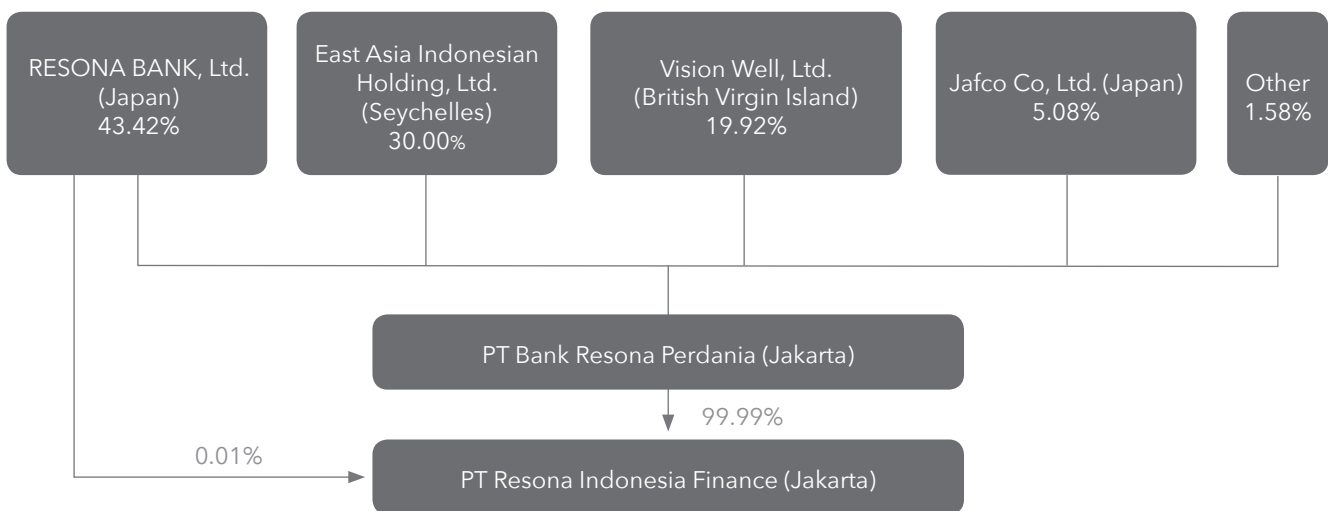 RESONA BANK, Ltd.
(Japan)
43.42%
East Asia Indonesian
Holding, Ltd.
(Seychelles)
30.00%
Vision Well, Ltd.
(British Virgin Island)
19.92%
Jafco Co, Ltd. (Japan)
5.08%
Other
1.58%
PT Bank Resona Perdania (Jakarta)
99.99%
0.01%
PT Resona Indonesia Finance (Jakarta)